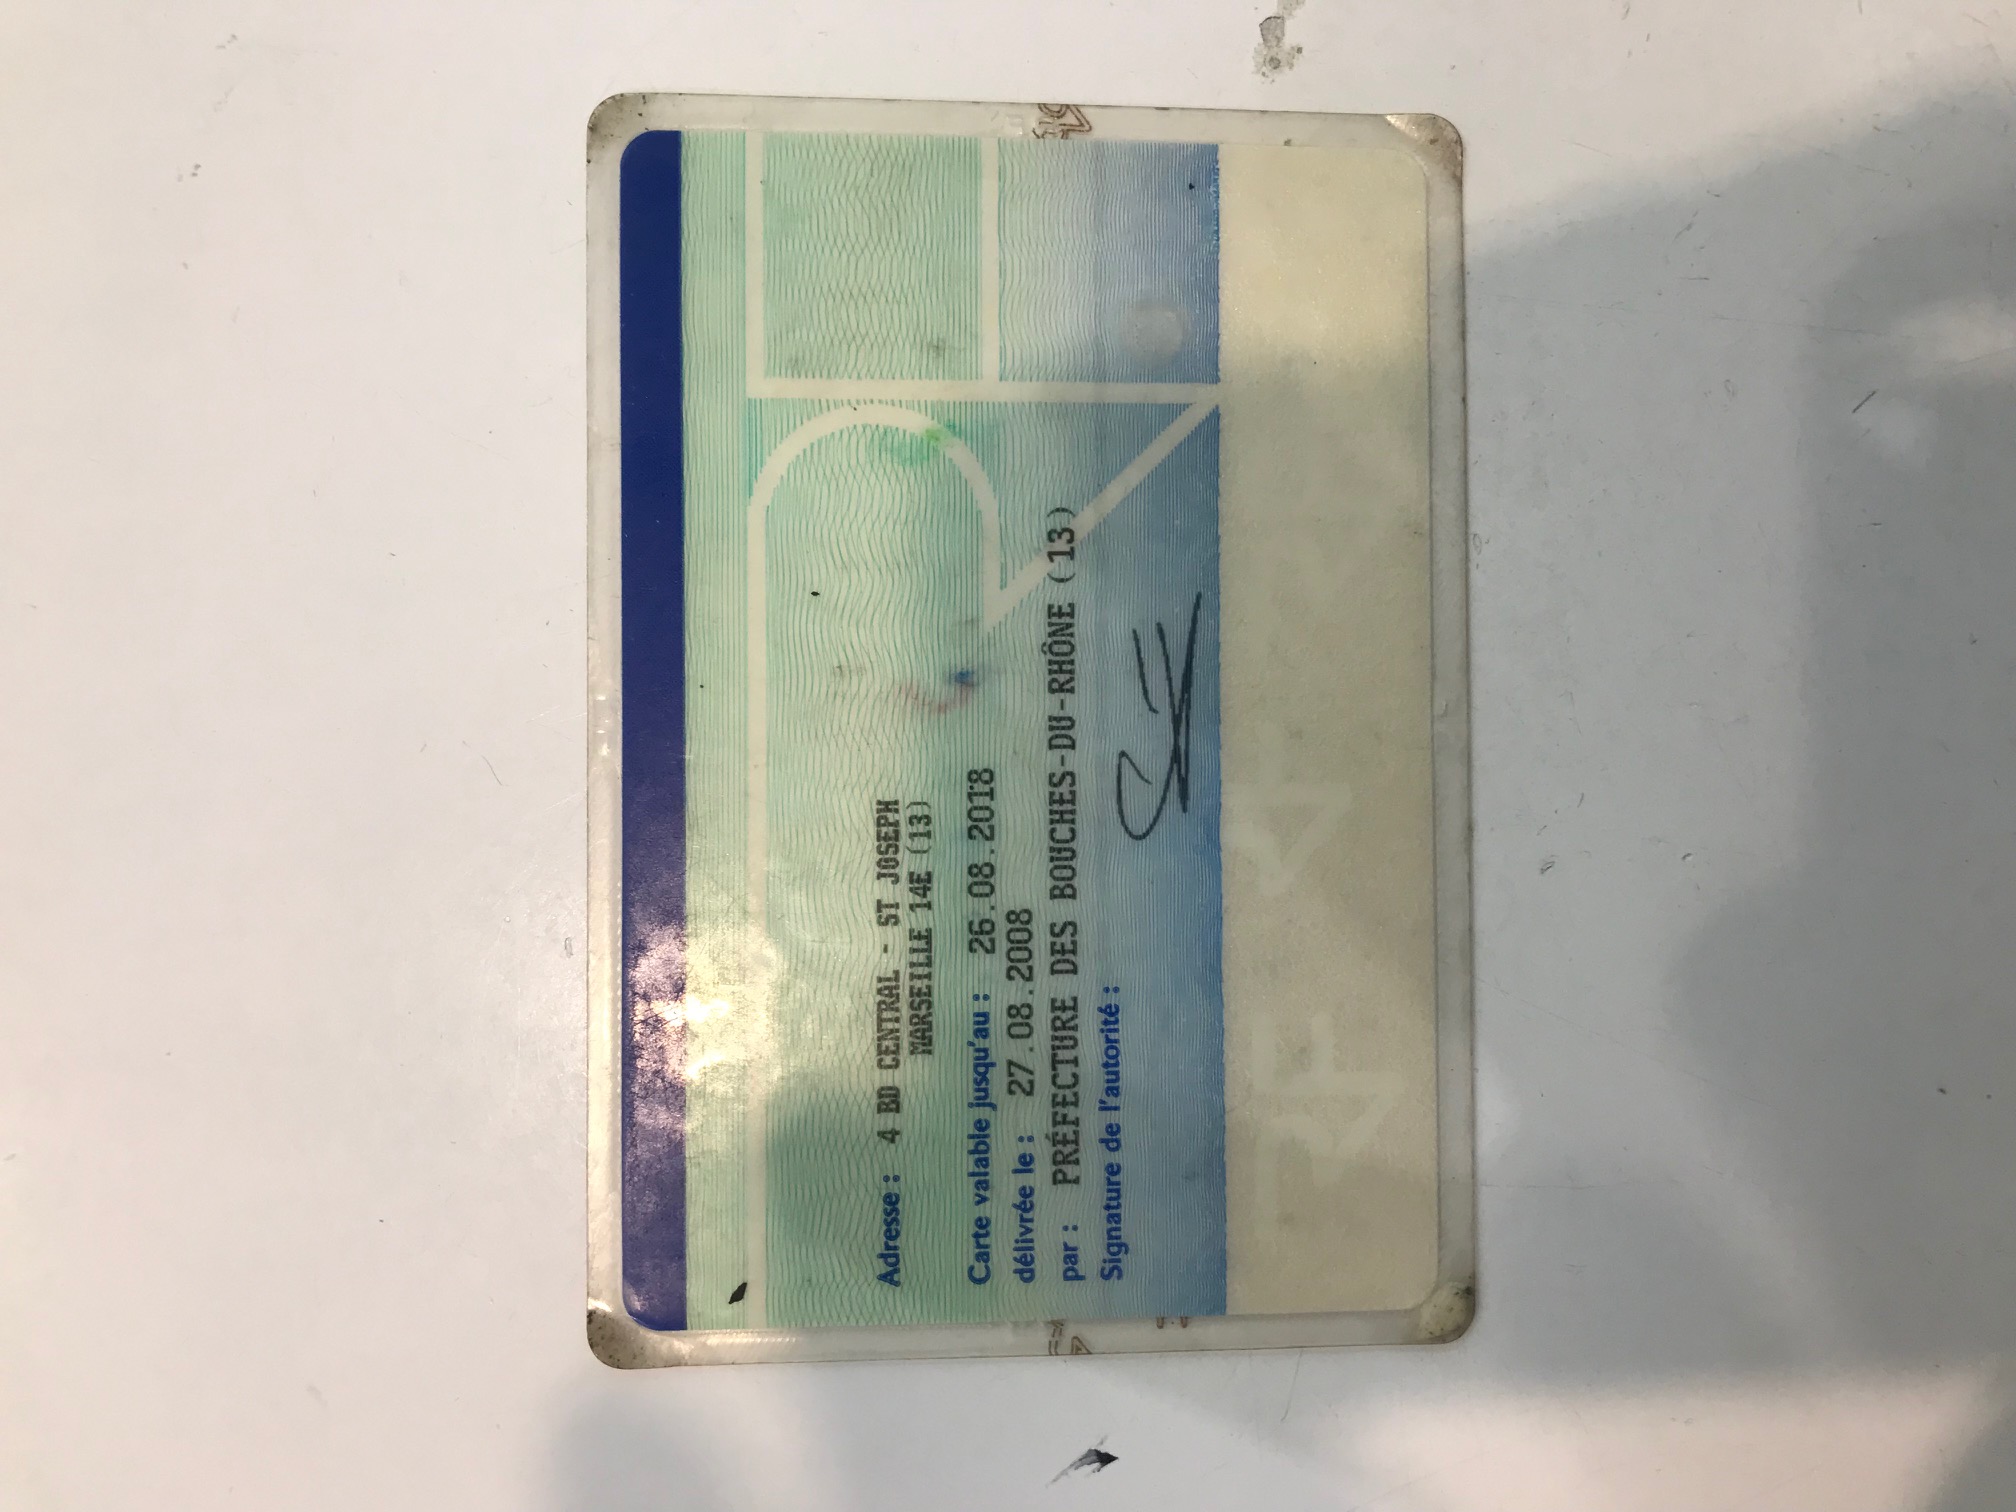 Adresse : 4 BD CENTRAL - ST JOSEPH
MARSEILLE 14E (13)
Carte valable jusqu'au : 26.08.2018
délivrée le : 27.08.2008
par : PRÉFECTURE DES BOUCHES-DU-RHÔNE (13)
Signature de l'autorité :